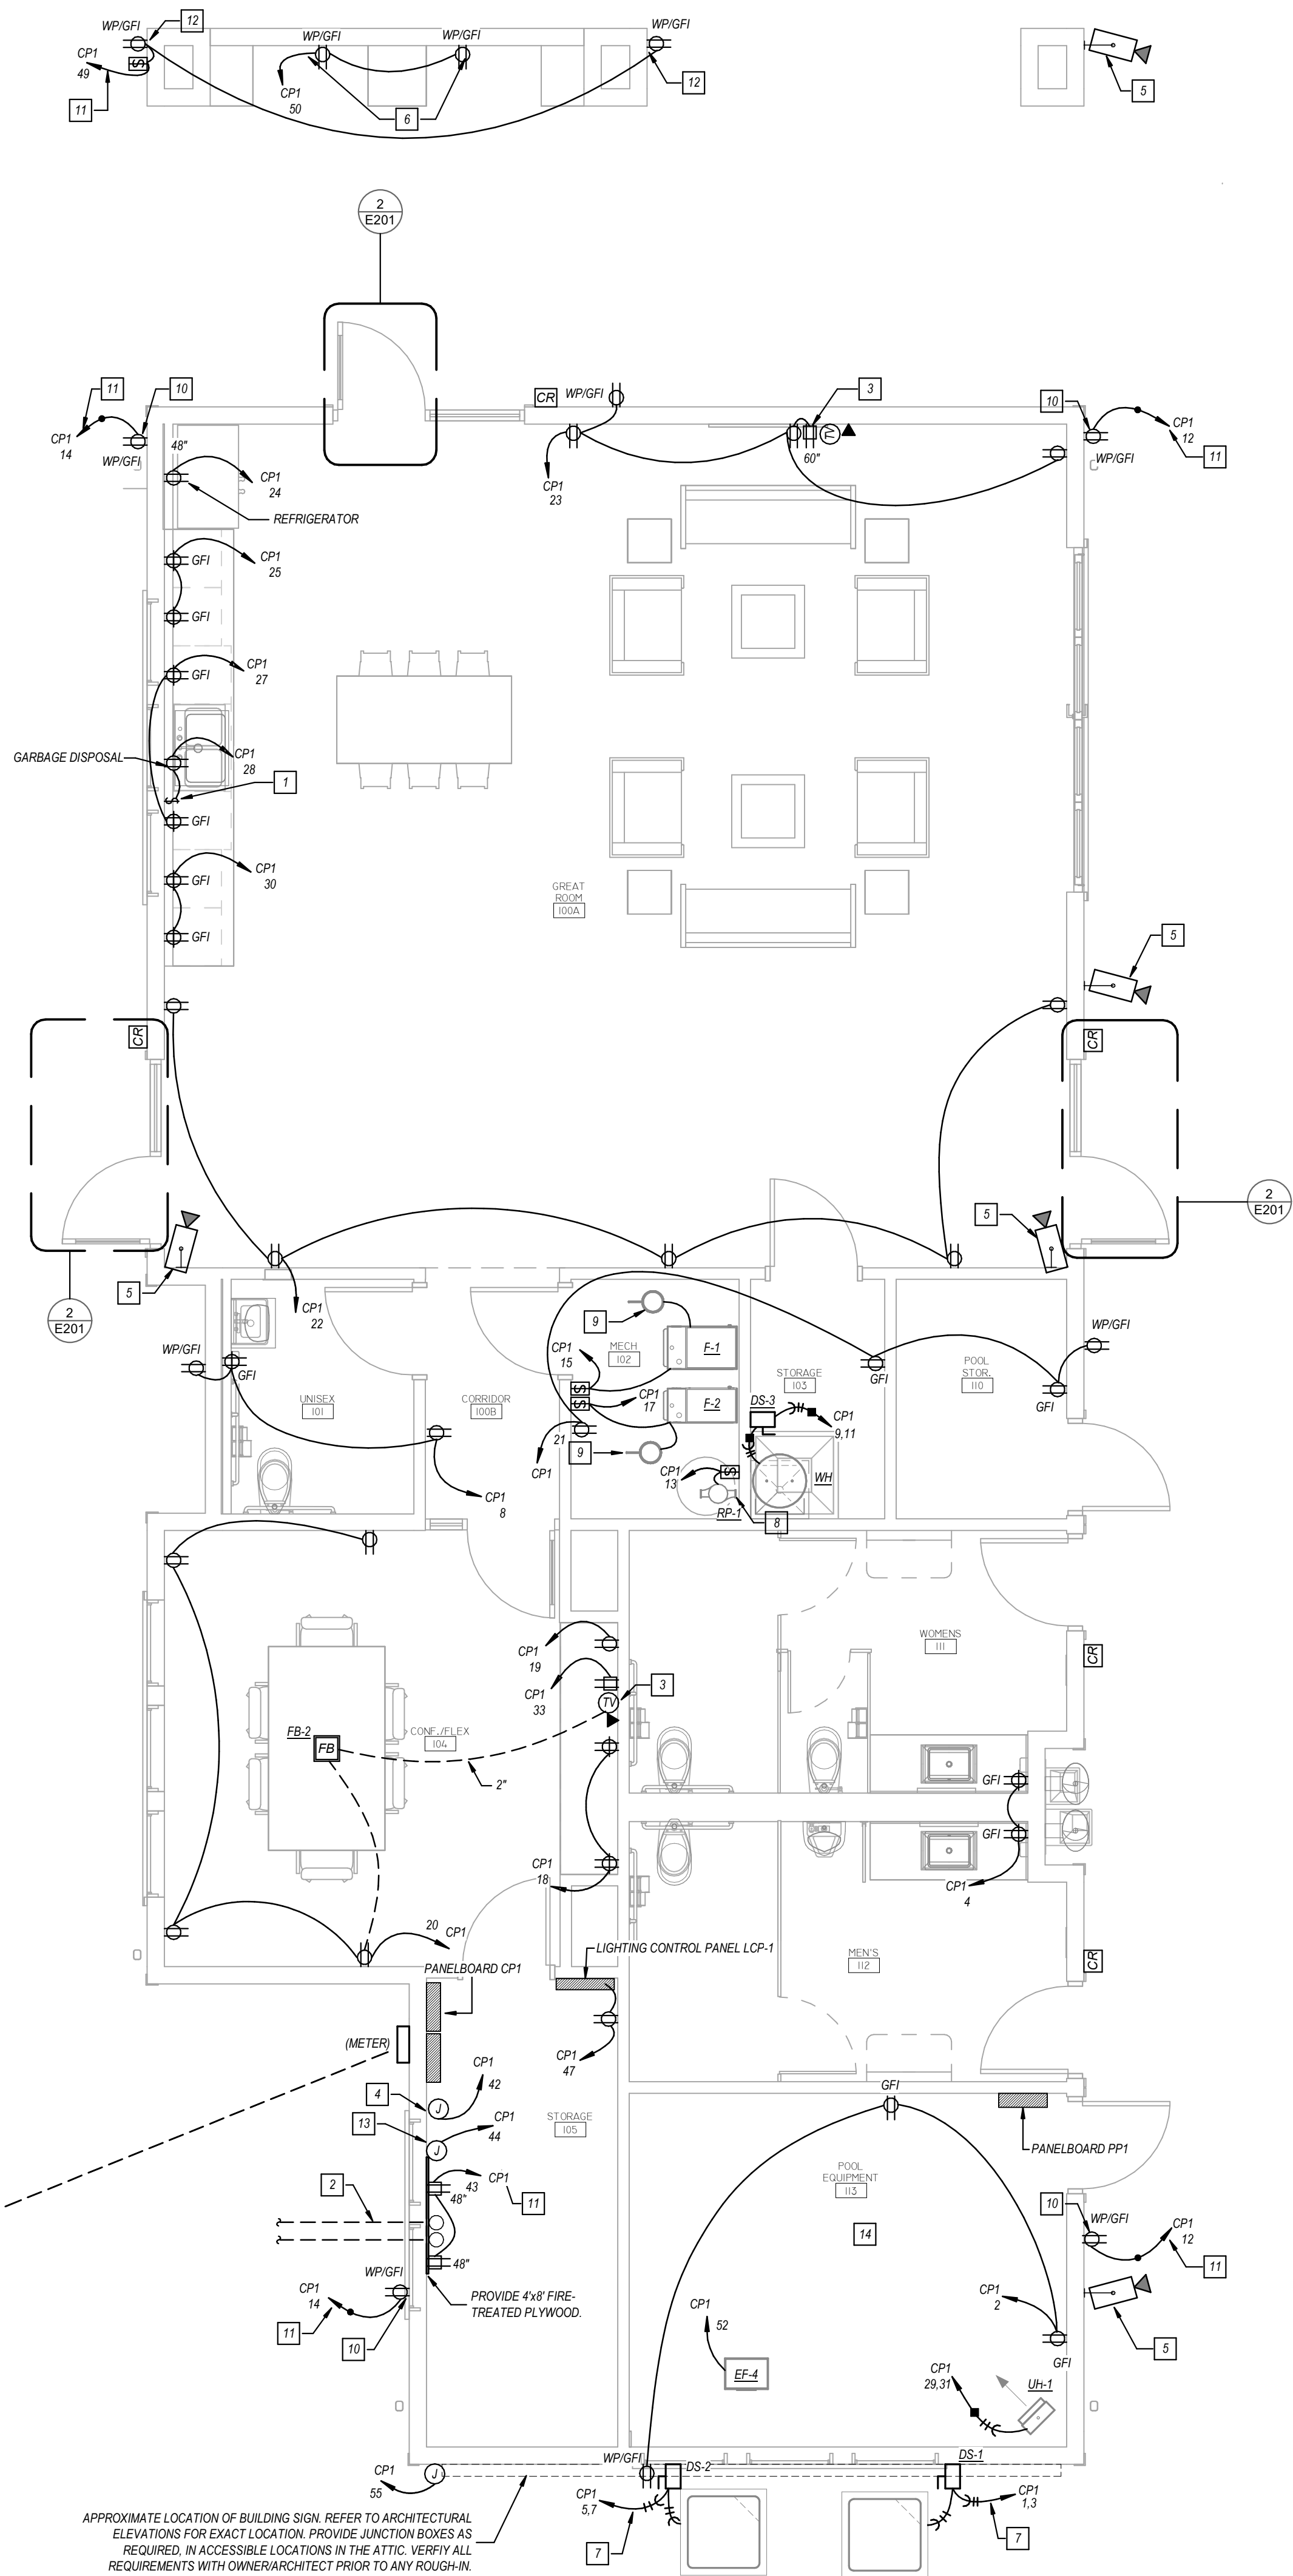 WP/GFI
12
WP/GFI
WP/GFI
WP/GFI
CP1
49
S
11
CP1
50
6
12
5
2
E201
11
10
CP1
14
WP/GFI
48"
CP1
24
REFRIGERATOR
CR
WP/GFI
3
TV
60"
CP1
23
10
CP1
12
WP/GFI
11
GFI
CP1
25
GFI
GFI
CP1
27
GARBAGE DISPOSAL
CP1
28
1
GFI
GFI
CP1
30
GFI
GREAT
ROOM
100A
5
CR
CR
5
5
2
E201
2
E201
CP1
22
WP/GFI
GFI
UNISEX
101
CORRIDOR
100B
9
MECH
102
F-1
CP1
15
S
S
CP1
17
F-2
21
CP1
9
CP1
13
S
RP-1
8
STORAGE
103
DS-3
CP1
9,11
WH
GFI
POOL
STOR.
110
GFI
WP/GFI
CP1
8
CP1
19
CP1
33
TV
3
WOMENS
111
CR
FB-2
FB
CONF./FLEX
104
2"
GFI
GFI
CP1
4
CP1
18
20
CP1
LIGHTING CONTROL PANEL LCP-1
MEN'S
112
CR
PANELBOARD CP1
(METER)
CP1
47
CP1
42
4
J
13
J
CP1
44
STORAGE
105
GFI
PANELBOARD PP1
POOL
EQUIPMENT
113
14
2
CP1
43
48"
11
48"
WP/GFI
CP1
14
11
10
PROVIDE 4'x8' FIRE-
TREATED PLYWOOD.
10
WP/GFI
CP1
12
11
5
CP1
2
GFI
CP1
52
EF-4
CP1
29,31
UH-1
WP/GFI
DS-2
DS-1
CP1
55
J
CP1
5,7
7
CP1
1,3
7
APPROXIMATE LOCATION OF BUILDING SIGN. REFER TO ARCHITECTURAL
ELEVATIONS FOR EXACT LOCATION. PROVIDE JUNCTION BOXES AS
REQUIRED, IN ACCESSIBLE LOCATIONS IN THE ATTIC. VERFIY ALL
REQUIREMENTS WITH OWNER/ARCHITECT PRIOR TO ANY ROUGH-IN.